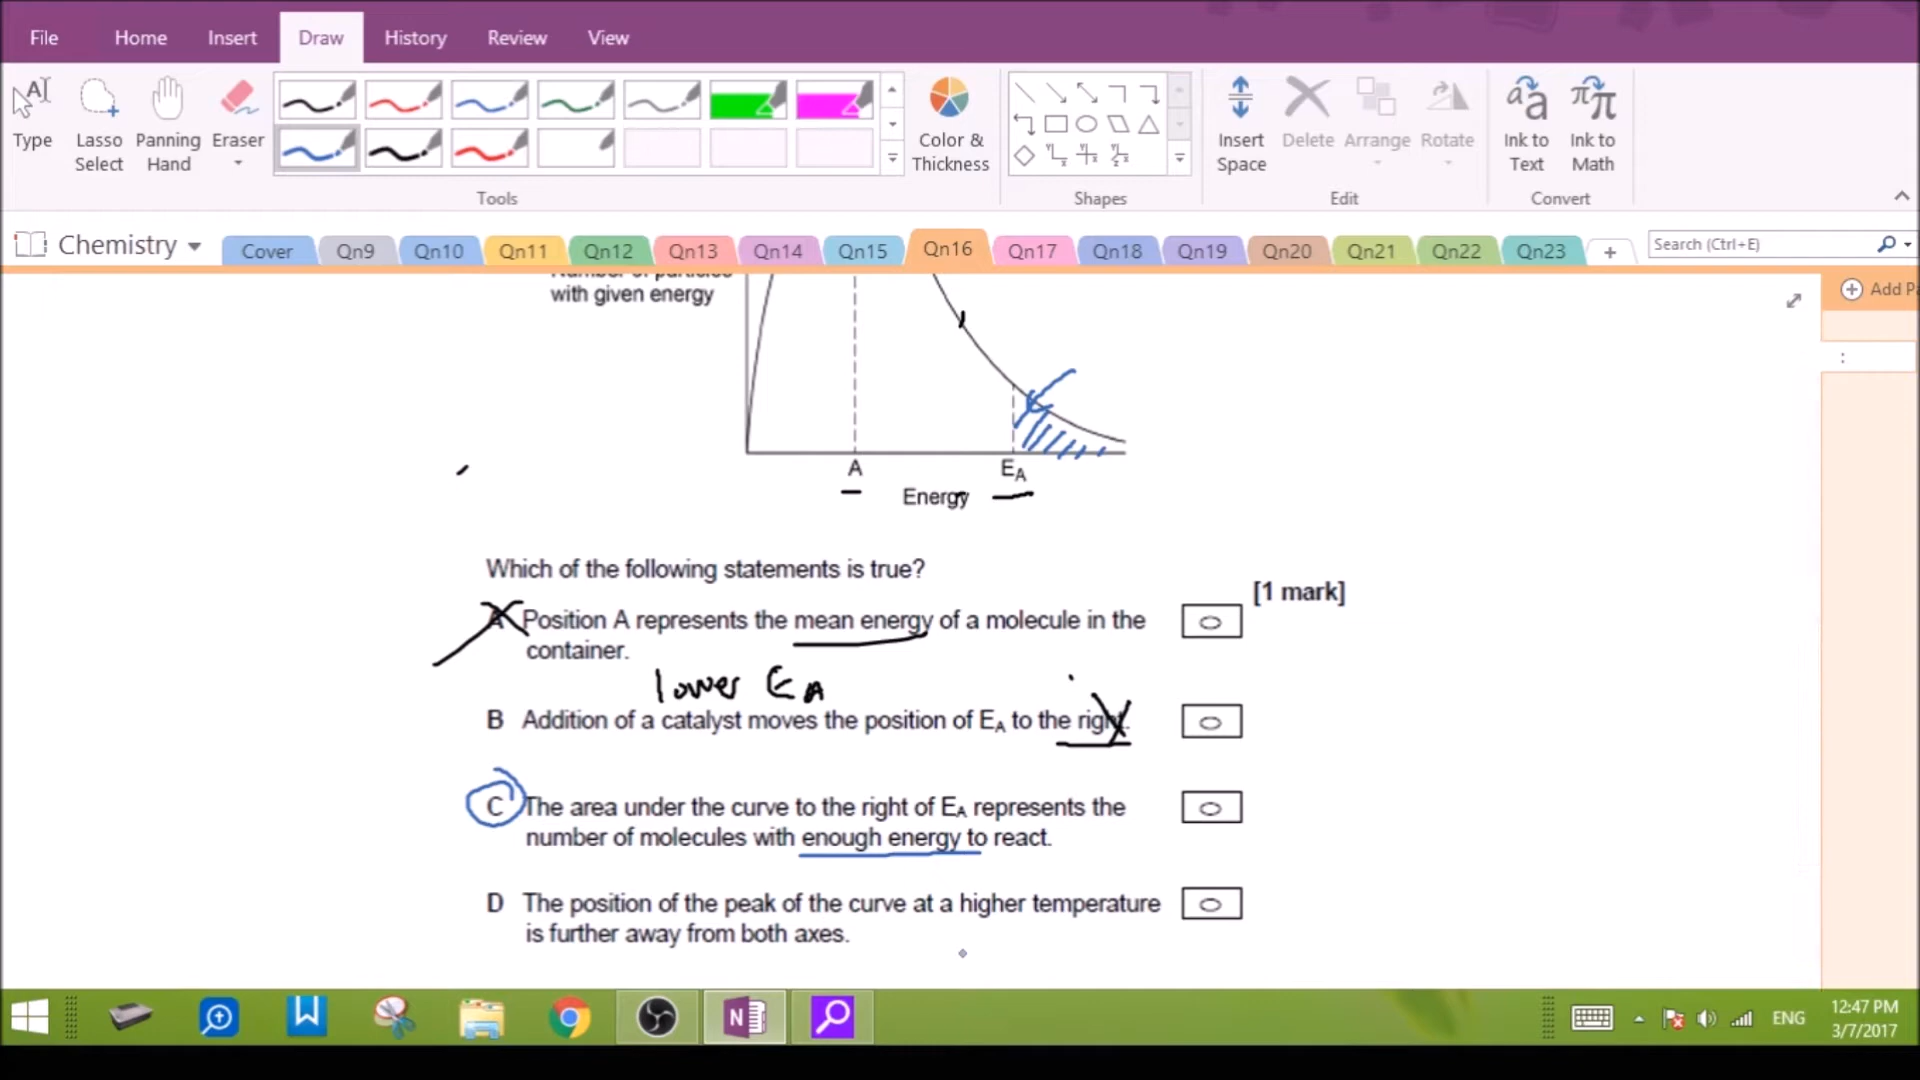 File Home Insert Draw History Review View
Type
Lasso Select
Panning Hand
Eraser
Color & Thickness
Insert Space
Delete
Arrange
Rotate
Ink to Text
Ink to Math
Tools Shapes Edit Convert
Chemistry Cover Qn9 Qn10 Qn11 Qn12 Qn13 Qn14 Qn15 Qn16 Qn17 Qn18 Qn19 Qn20 Qn21 Qn22 Qn23 + Search (Ctrl+E)
Add
Number of particles
with given energy
A EA
Energy
Which of the following statements is true?
[1 mark]
A Position A represents the mean energy of a molecule in the
container.
lower EA
B Addition of a catalyst moves the position of EA to the right.
C The area under the curve to the right of EA represents the
number of molecules with enough energy to react.
D The position of the peak of the curve at a higher temperature
is further away from both axes.
ENG
12:47 PM
3/7/2017